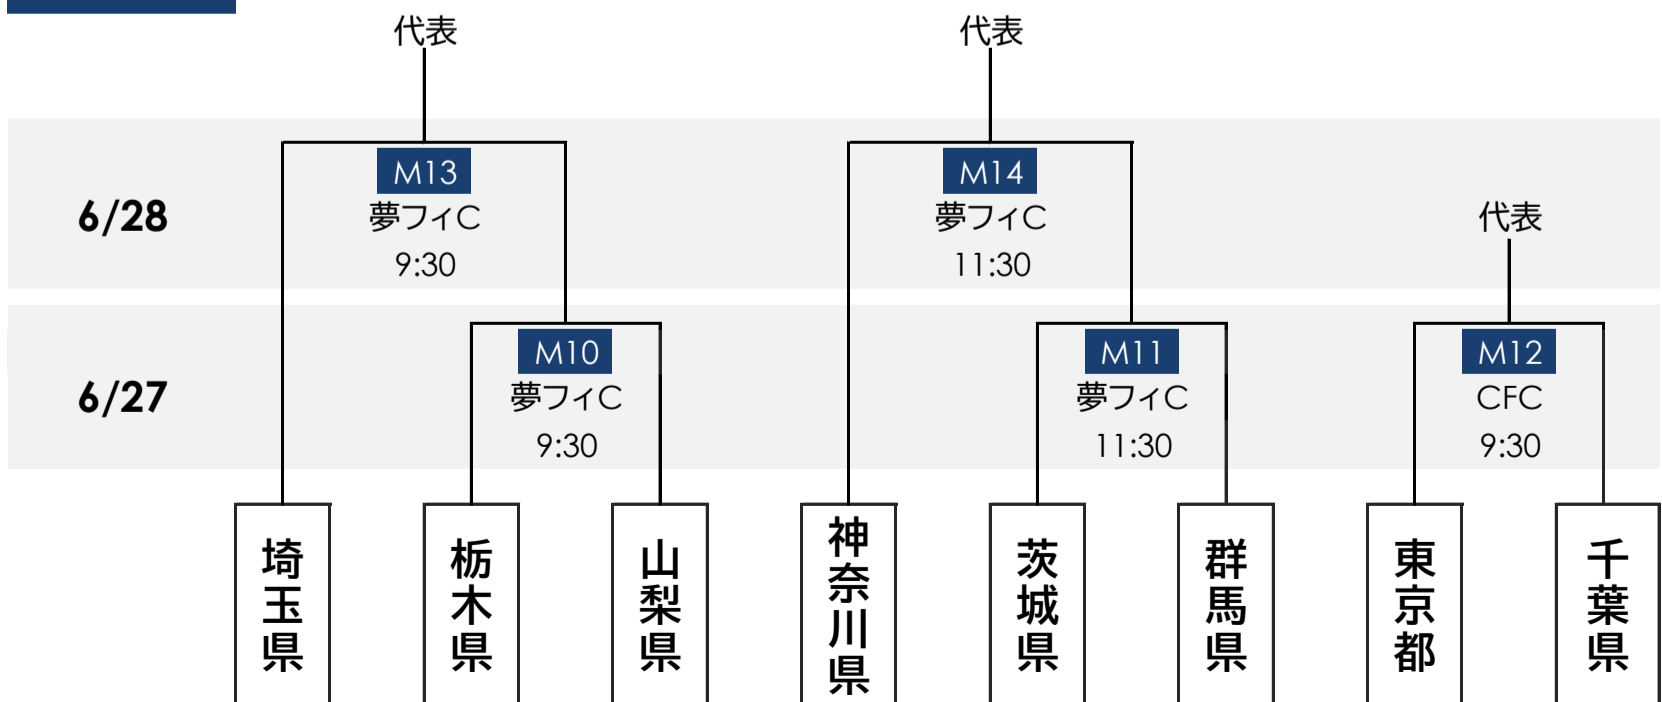 代表
代表
M13
M14
6/28
夢フィC
夢フィC
代表
9:30
11:30
M10
M11
M12
6/27
夢フィC
夢フィC
CFC
9:30
11:30
9:30
埼玉県
栃木県
山梨県
神奈川県
茨城県
群馬県
東京都
千葉県